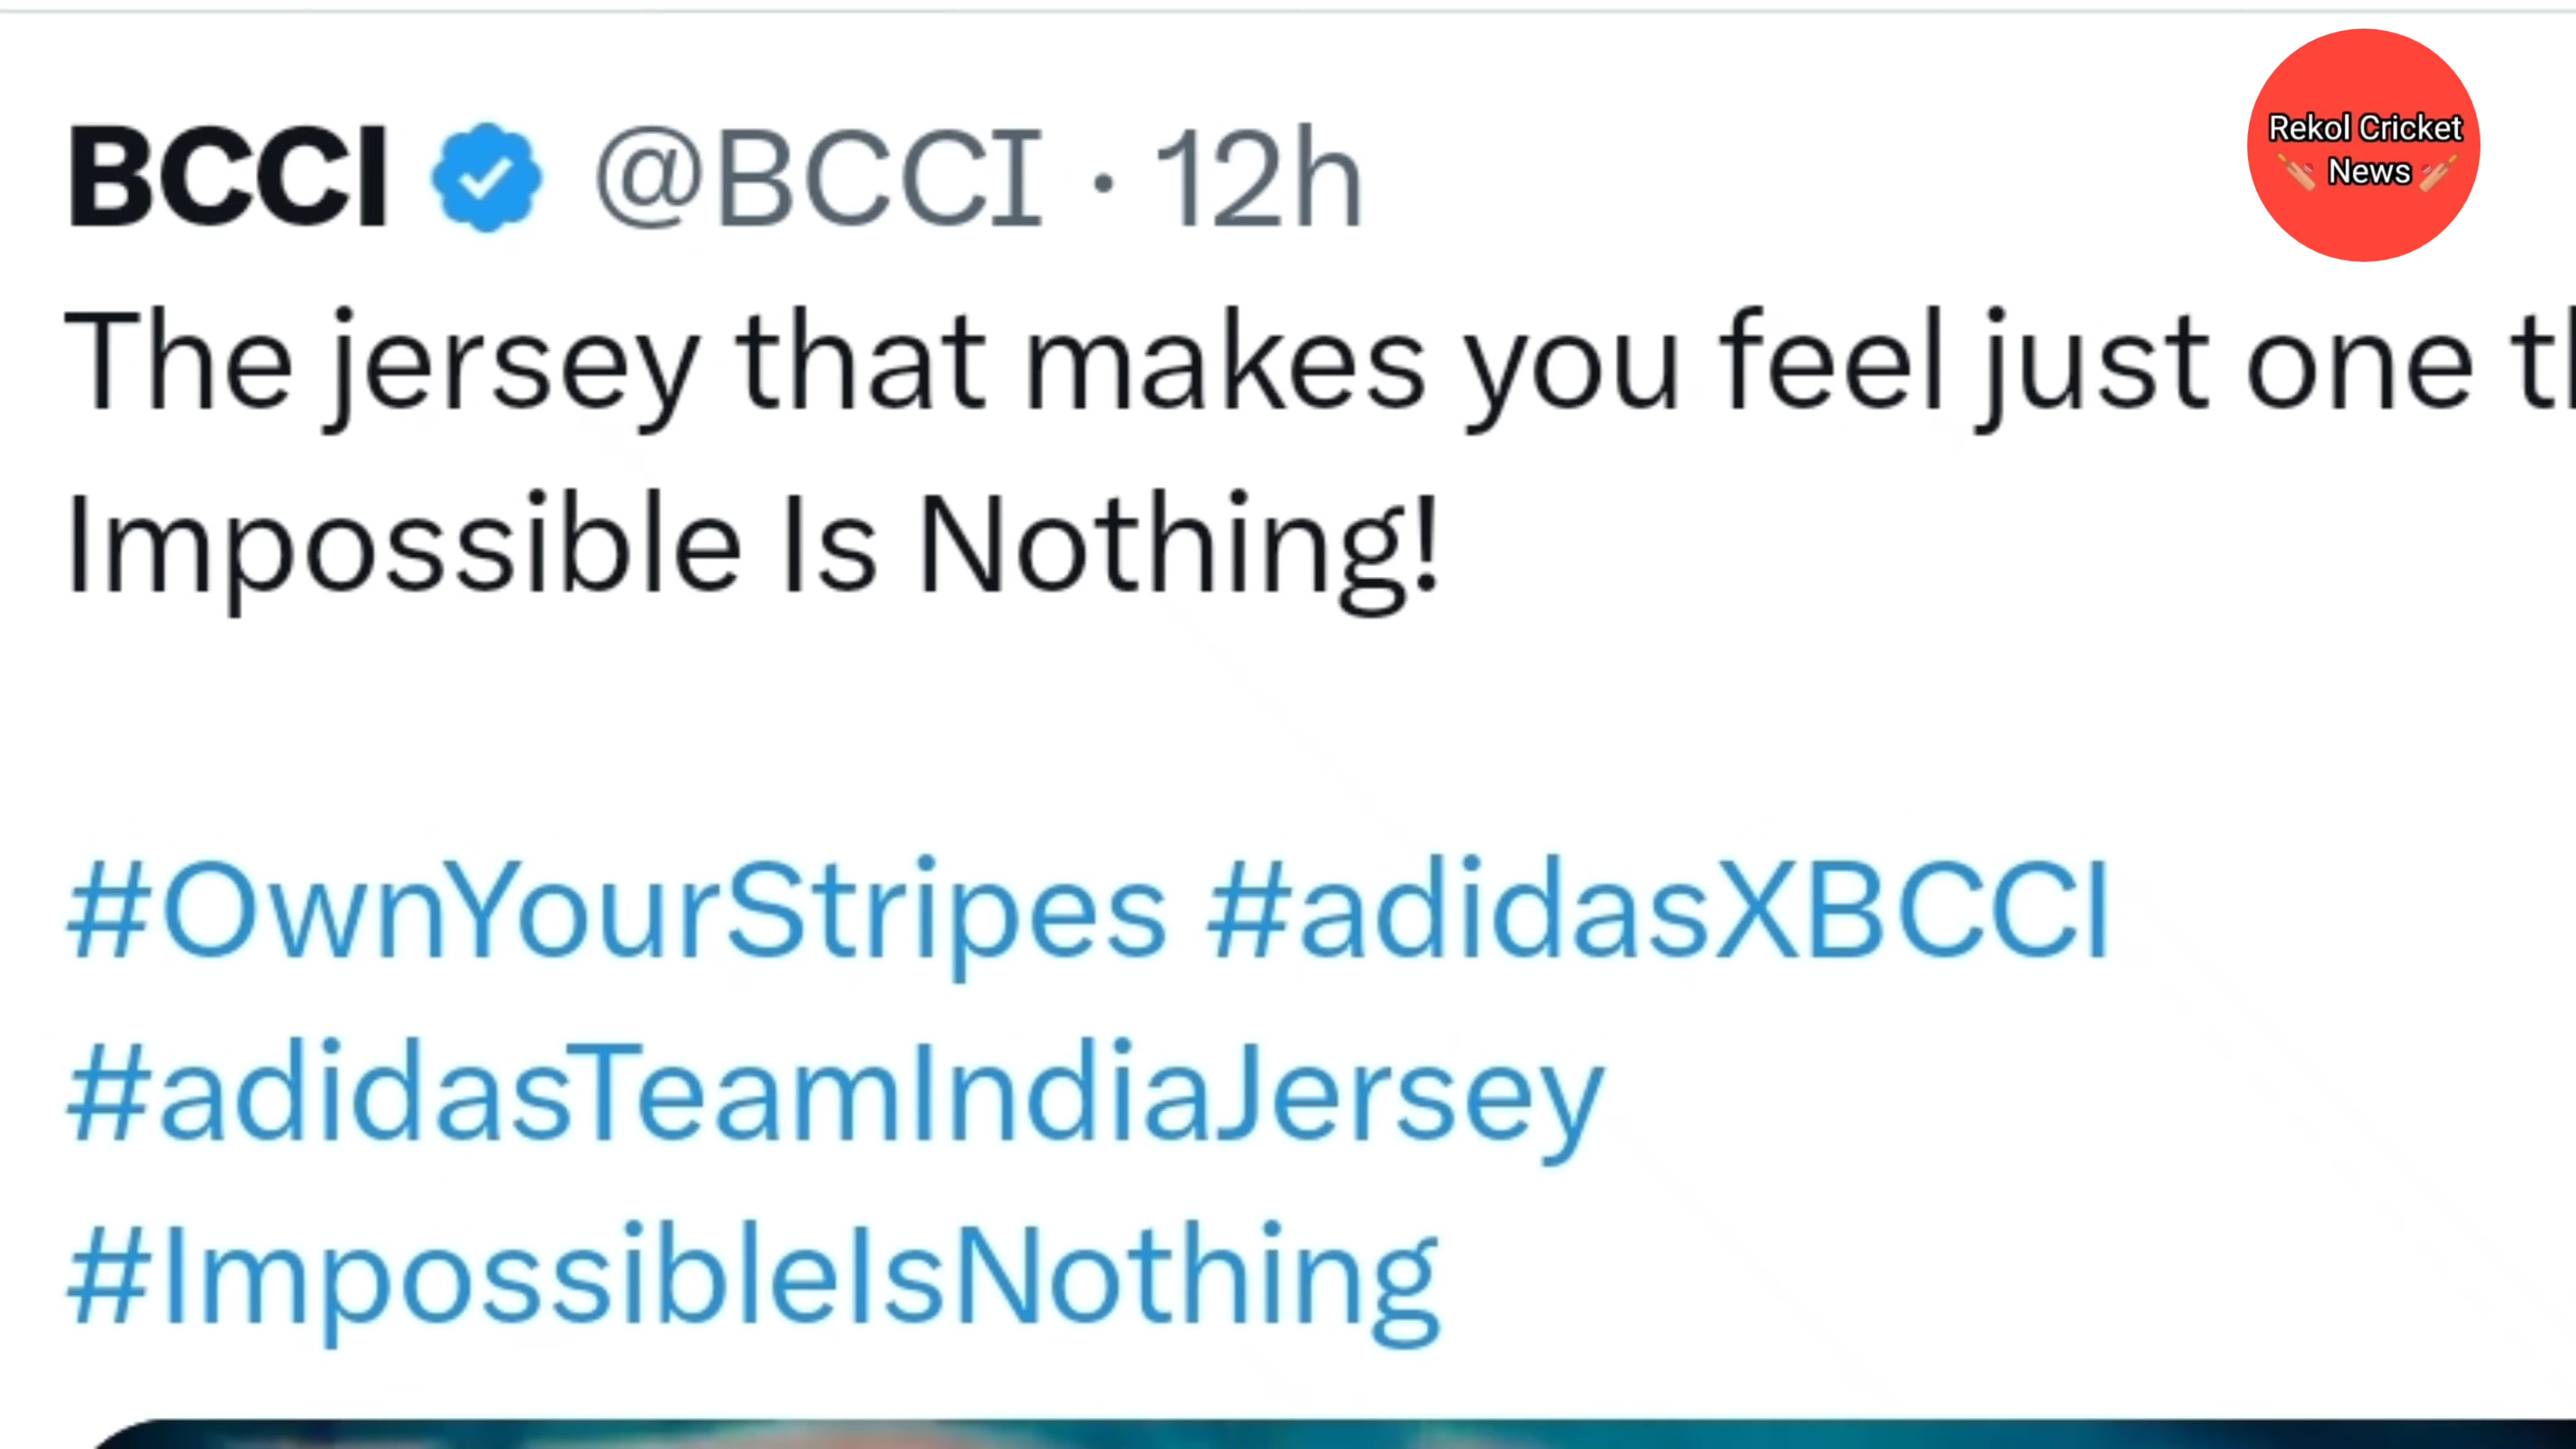 BCCI @BCCI · 12h
Rekol Cricket
News
The jersey that makes you feel just one
Impossible Is Nothing!
#OwnYourStripes #adidasXBCCI
#adidasTeamIndiaJersey
#ImpossibleIsNothing